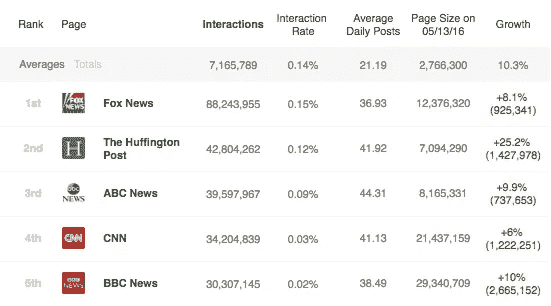 Rank Page Interactions Interaction Rate Average Daily Posts Page Size on 05/13/16 Growth
Averages Totals 7,165,789 0.14% 21.19 2,766,300 10.3%
1st FOX NEWS Fox News 88,243,955 0.15% 36.93 12,376,320 +8.1% (925,341)
2nd H The Huffington Post 42,804,262 0.12% 41.92 7,094,290 +25.2% (1,427,978)
3rd abc NEWS ABC News 39,597,967 0.09% 44.31 8,165,331 +9.9% (737,653)
4th CNN CNN 34,204,839 0.03% 41.13 21,437,159 +6% (1,222,251)
5th BBC NEWS BBC News 30,307,145 0.02% 38.49 29,340,709 +10% (2,665,152)